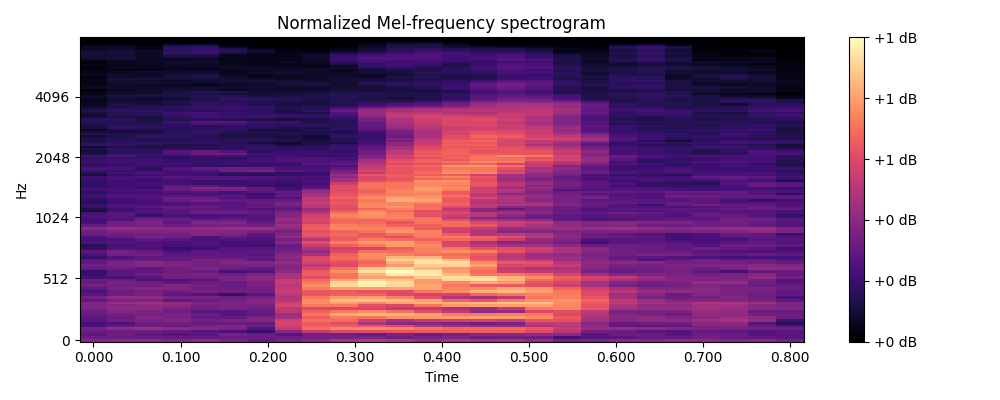 Normalized Mel-frequency spectrogram
Hz
4096
2048
1024
512
0
0.000 0.100 0.200 0.300 0.400 0.500 0.600 0.700 0.800
Time
+1 dB
+1 dB
+1 dB
+0 dB
+0 dB
+0 dB